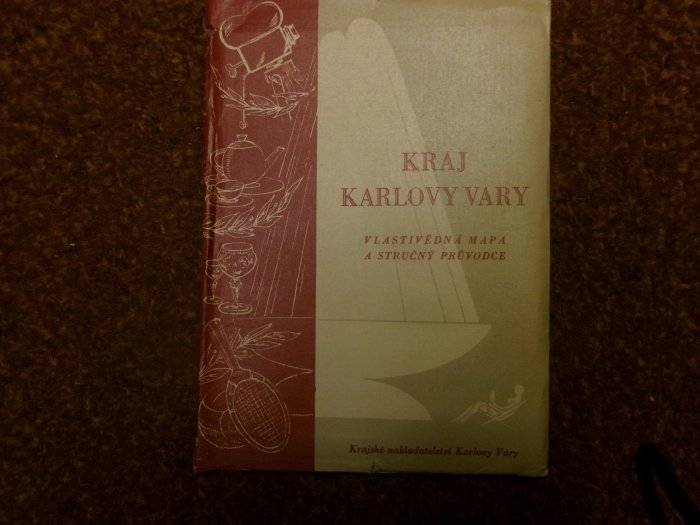 KRAJ
KARLOVY VARY
VLASTIVĚDNÁ MAPA
A STRUČNÝ PRŮVODCE
Krajské nakladatelství Karlovy Vary